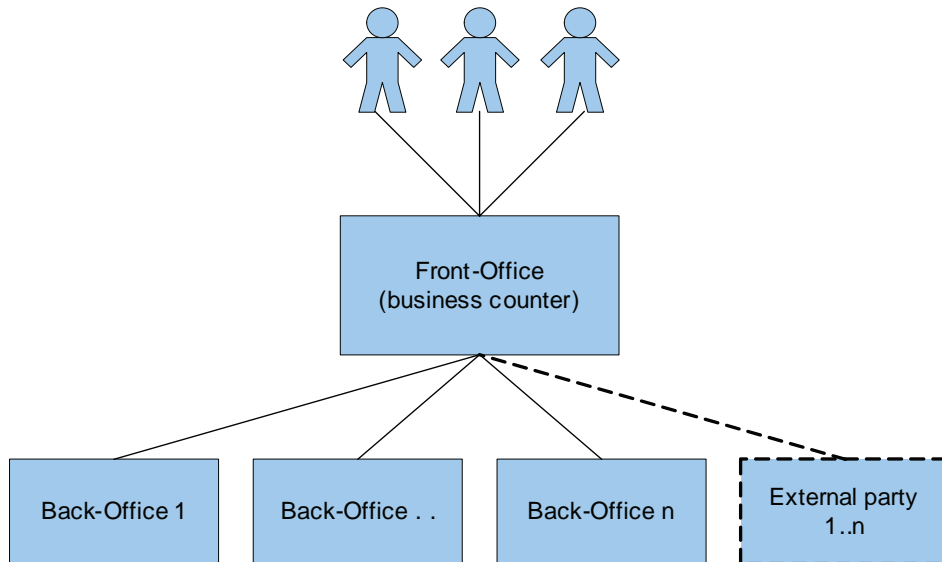 Front-Office
(business counter)
Back-Office 1
Back-Office . .
Back-Office n
External party
1..n